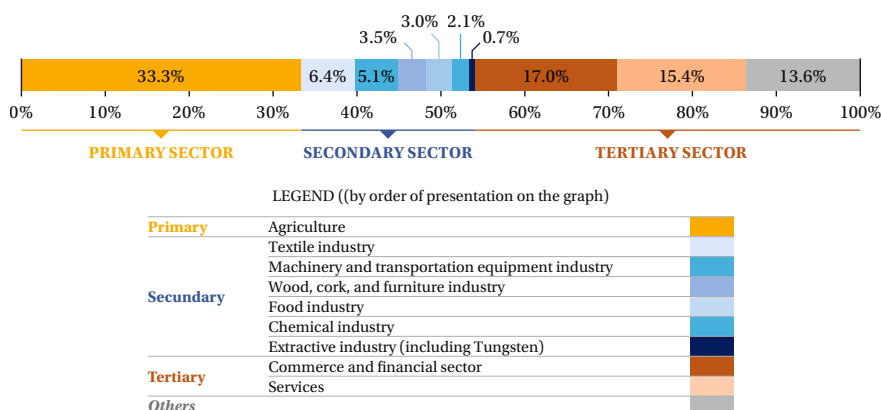 2.1%
3.0%
3.5%
0.7%
33.3%
6.4%
5.1%
17.0%
15.4%
13.6%
0% 10% 20% 30% 40% 50% 60% 70% 80% 90% 100%
PRIMARY SECTOR SECONDARY SECTOR TERTIARY SECTOR
LEGEND ((by order of presentation on the graph)
Primary Agriculture
Textile industry
Machinery and transportation equipment industry
Secundary Wood, cork, and furniture industry
Food industry
Chemical industry
Extractive industry (including Tungsten)
Tertiary Commerce and financial sector
Services
Others